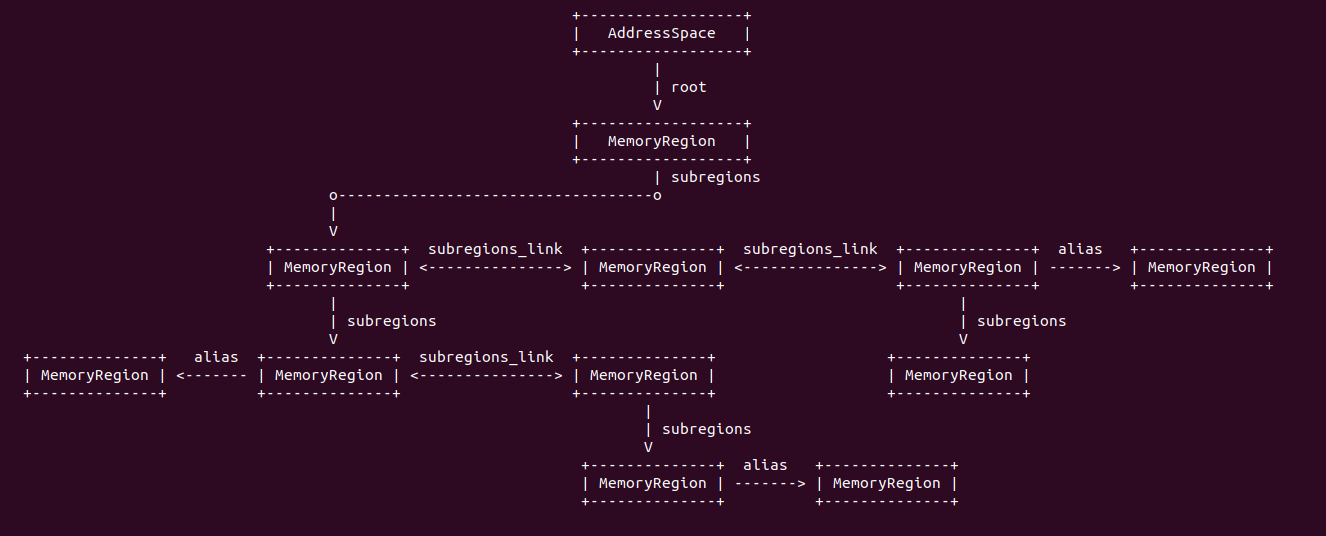 +------------------+
                                                             |   AddressSpace   |
                                                             +------------------+
                                                                      |
                                                                      | root
                                                                      V
                                                             +------------------+
                                                             |   MemoryRegion   |
                                                             +------------------+
                                                                      | subregions
                                  o-----------------------------------o
                                  |
                                  V
                           +--------------+  subregions_link  +--------------+  subregions_link  +--------------+  alias   +--------------+
                           | MemoryRegion | <---------------> | MemoryRegion | <---------------> | MemoryRegion | -------> | MemoryRegion |
                           +--------------+                   +--------------+                   +--------------+          +--------------+
                                  |                                                                     |
                                  | subregions                                                          | subregions
                                  V                                                                     V
+--------------+   alias  +--------------+  subregions_link  +--------------+                   +--------------+
| MemoryRegion | <------- | MemoryRegion | <---------------> | MemoryRegion |                   | MemoryRegion |
+--------------+          +--------------+                   +--------------+                   +--------------+
                                                                     |
                                                                     | subregions
                                                                     V
                                                              +--------------+  alias   +--------------+
                                                              | MemoryRegion | -------> | MemoryRegion |
                                                              +--------------+          +--------------+